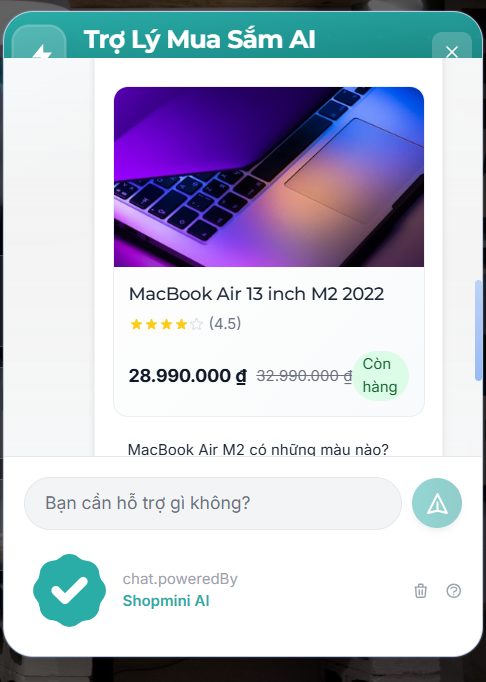 Trợ Lý Mua Sắm AI
MacBook Air 13 inch M2 2022
(4.5)
28.990.000 ₫ 32.990.000 ₫ Còn hàng
MacBook Air M2 có những màu nào?
Bạn cần hỗ trợ gì không?
chat.poweredBy
Shopmini AI